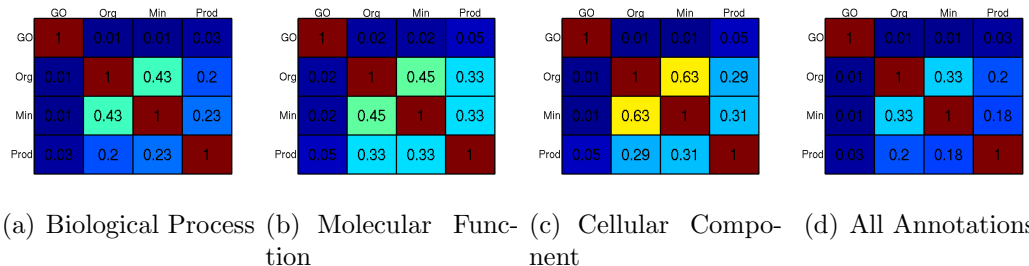 GO Org Min Prod
GO 1 0.01 0.01 0.03
Org 0.01 1 0.43 0.2
Min 0.01 0.43 1 0.23
Prod 0.03 0.2 0.23 1
(a) Biological Process
GO Org Min Prod
GO 1 0.02 0.02 0.05
Org 0.02 1 0.45 0.33
Min 0.02 0.45 1 0.33
Prod 0.05 0.33 0.33 1
(b) Molecular Func-
tion
GO Org Min Prod
GO 1 0.01 0.01 0.05
Org 0.01 1 0.63 0.29
Min 0.01 0.63 1 0.31
Prod 0.05 0.29 0.31 1
(c) Cellular Compo-
nent
GO Org Min Prod
GO 1 0.01 0.01 0.03
Org 0.01 1 0.33 0.2
Min 0.01 0.33 1 0.18
Prod 0.03 0.2 0.18 1
(d) All Annotations